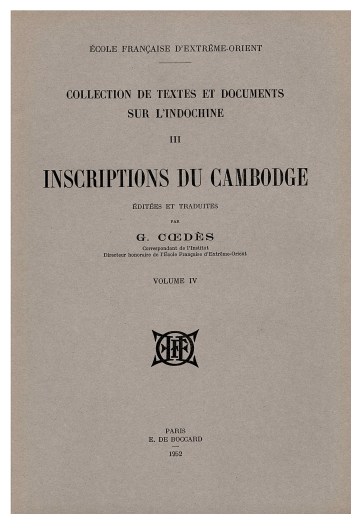 ÉCOLE FRANÇAISE D'EXTRÊME-ORIENT
COLLECTION DE TEXTES ET DOCUMENTS
SUR L'INDOCHINE
III
INSCRIPTIONS DU CAMBODGE
ÉDITÉES ET TRADUITES
PAR
G. CŒDÈS
Correspondant de l'Institut
Directeur honoraire de l'École Française d'Extrême-Orient
VOLUME IV
PARIS
E. DE BOCCARD
1952